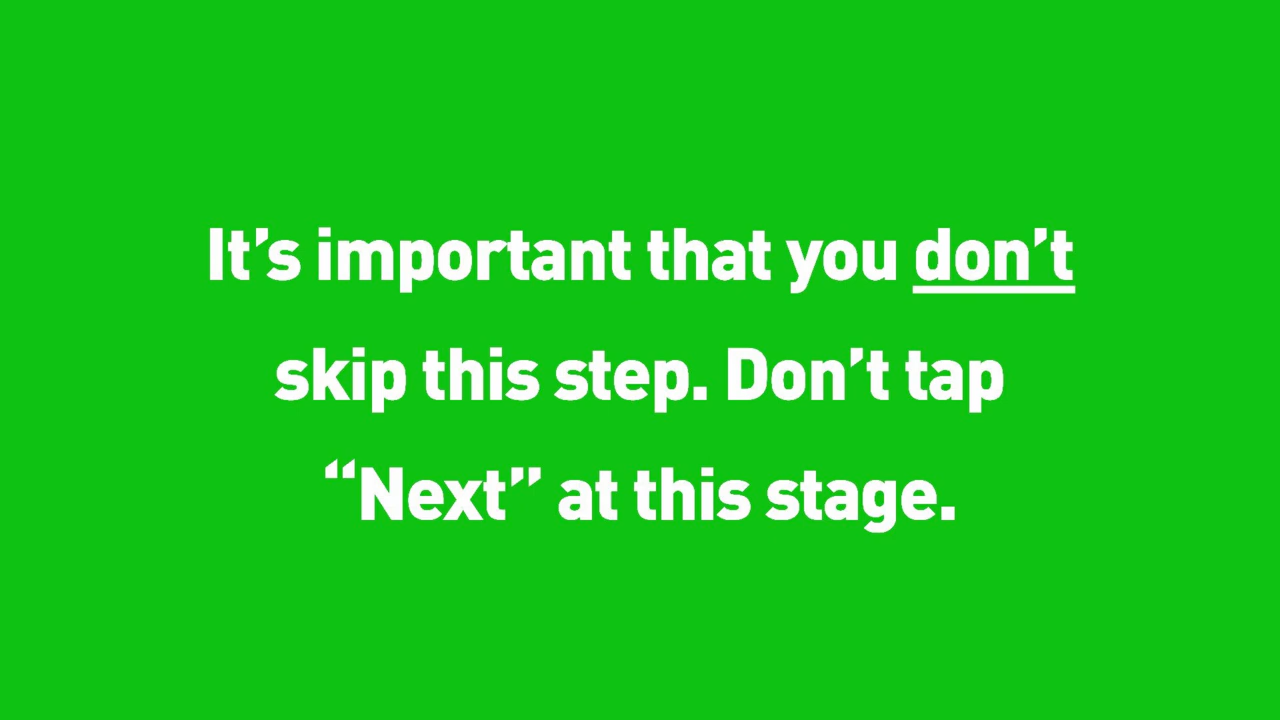 It’s important that you don’t
skip this step. Don’t tap
“Next” at this stage.